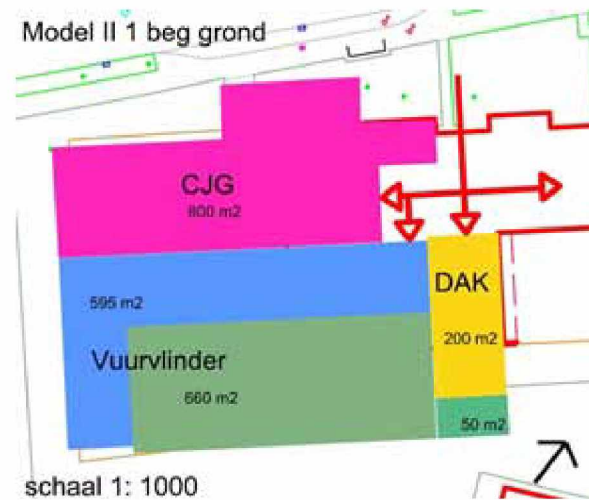 Model II 1 beg grond
CJG
800 m2
595 m2
DAK
200 m2
Vuurvlinder
660 m2
50 m2
schaal 1: 1000